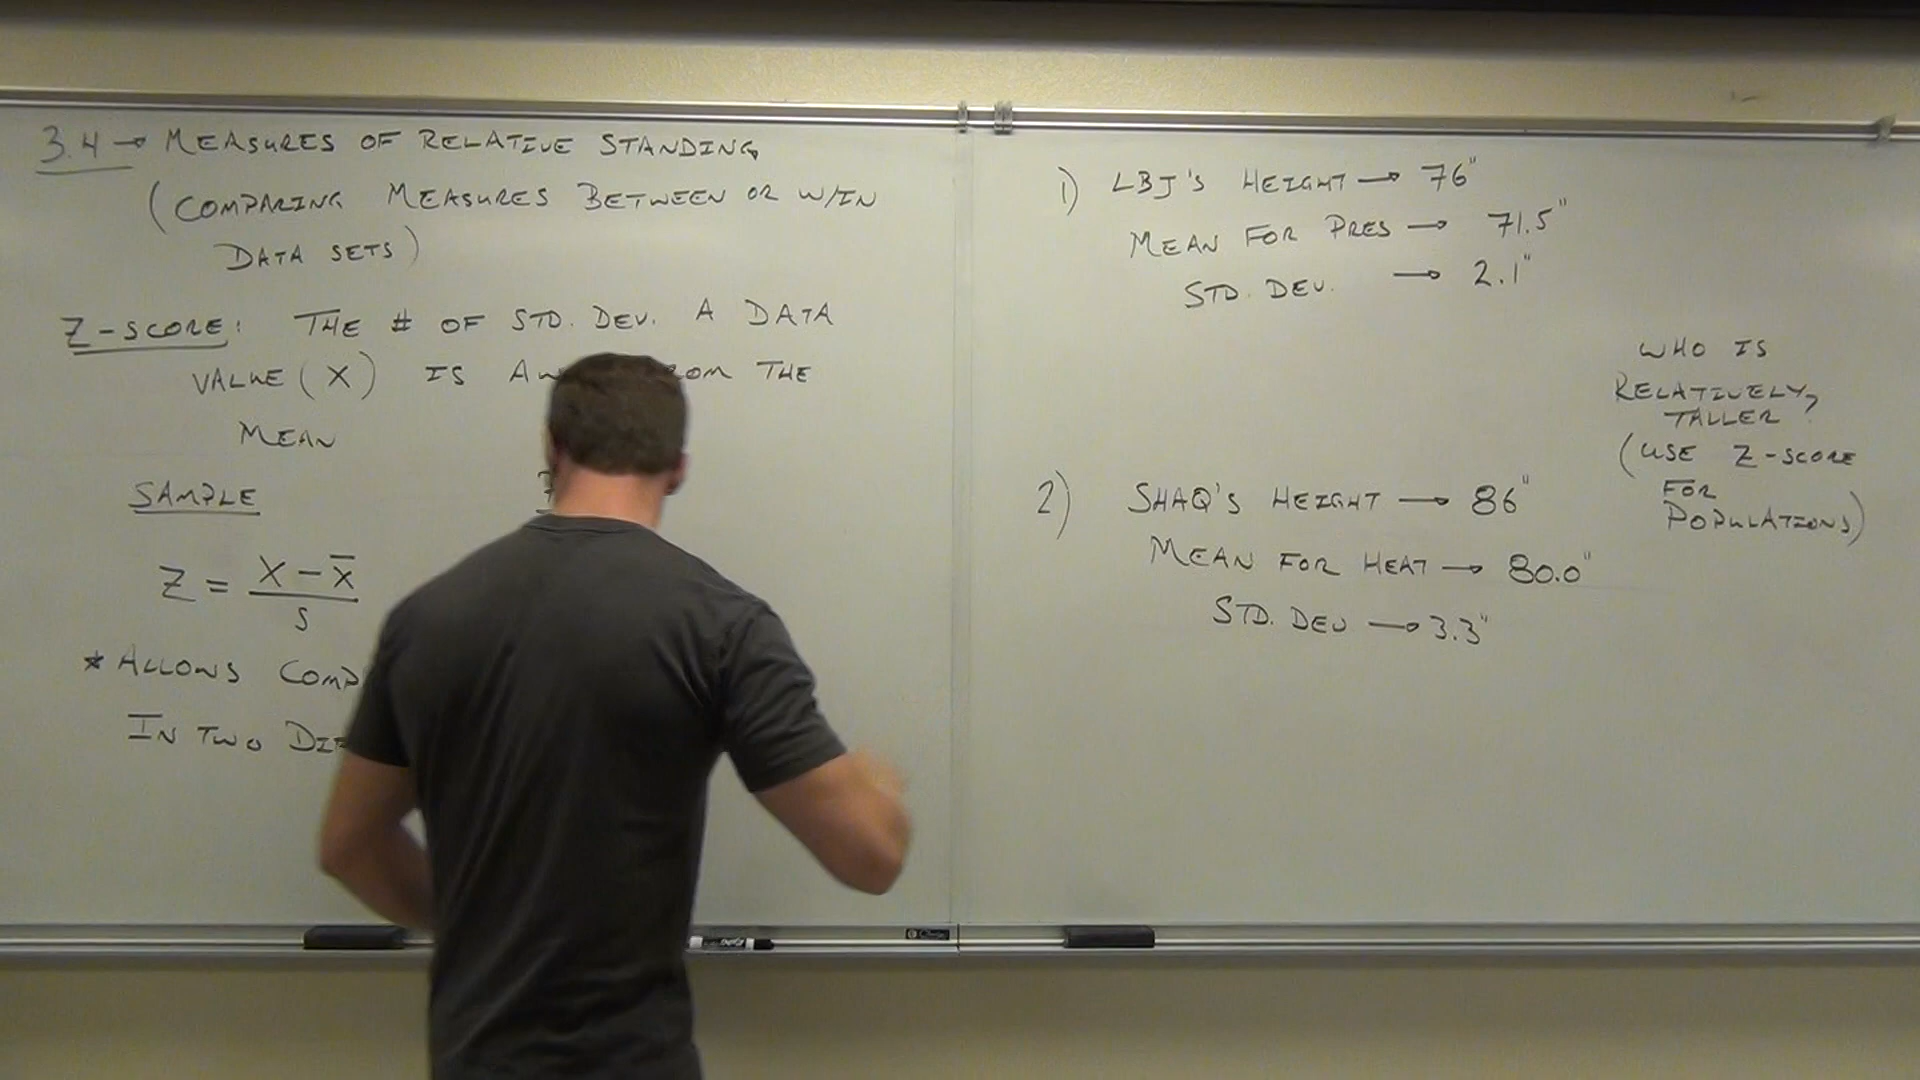 3.4 → MEASURES OF RELATIVE STANDING
(COMPARING MEASURES BETWEEN OR W/IN
DATA SETS)
Z-SCORE: THE # OF STD. DEV. A DATA
VALUE (X) IS THE
MEAN
SAMPLE
Z = (X - x̄) / S
* ALLOWS
IN TWO
1) LBJ'S HEIGHT → 76"
MEAN FOR PRES → 71.5"
STD. DEV. → 2.1"
WHO IS
RELATIVELY
TALLER?
(USE Z-SCORE
FOR
POPULATIONS)
2) SHAQ'S HEIGHT → 86"
MEAN FOR HEAT → 80.0"
STD. DEV → 3.3"